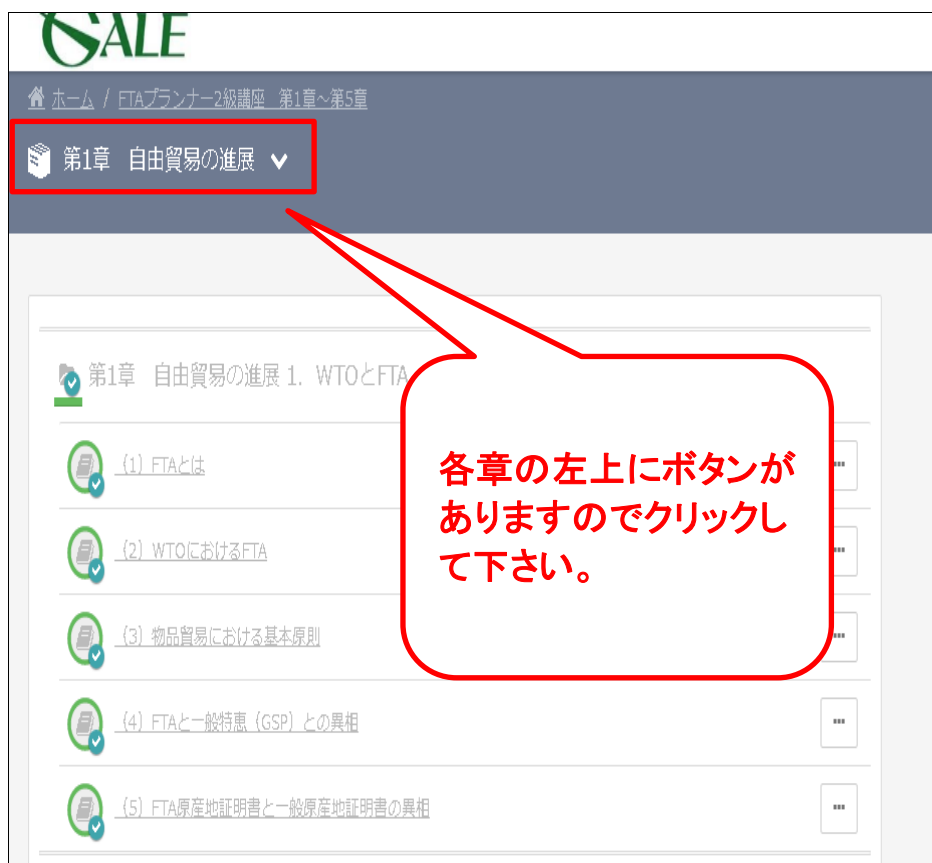 SALE
ホーム / FTAプランナー2級講座 第1章～第5章
第1章 自由貿易の進展
第1章 自由貿易の進展 1. WTOとFTA
(1) FTAとは
(2) WTOにおけるFTA
(3) 物品貿易における基本原則
(4) FTAと一般特恵（GSP）との異相
(5) FTA原産地証明書と一般原産地証明書の異相
各章の左上にボタンが
ありますのでクリックし
て下さい。